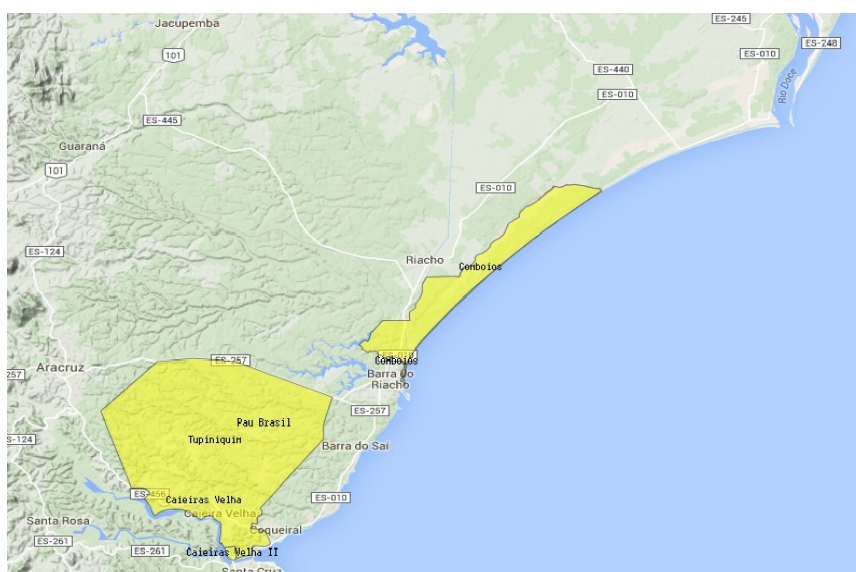 Jacupemba
ES-245
ES-248
101
ES-010
ES-440
ES-010
Rio Doce
ES-445
Guaraná
101
ES-010
ES-124
Riacho
Comboios
Comboios
ES-257
Aracruz
257
Barra do
Riacho
ES-257
Pau Brasil
Tupiniquim
ES-124
Barra do Saí
ES-456
Caieiras Velha
ES-010
Caieira Velha
Santa Rosa
Coqueiral
ES-261
ES-261
Caieiras Velha II
Santa Cruz